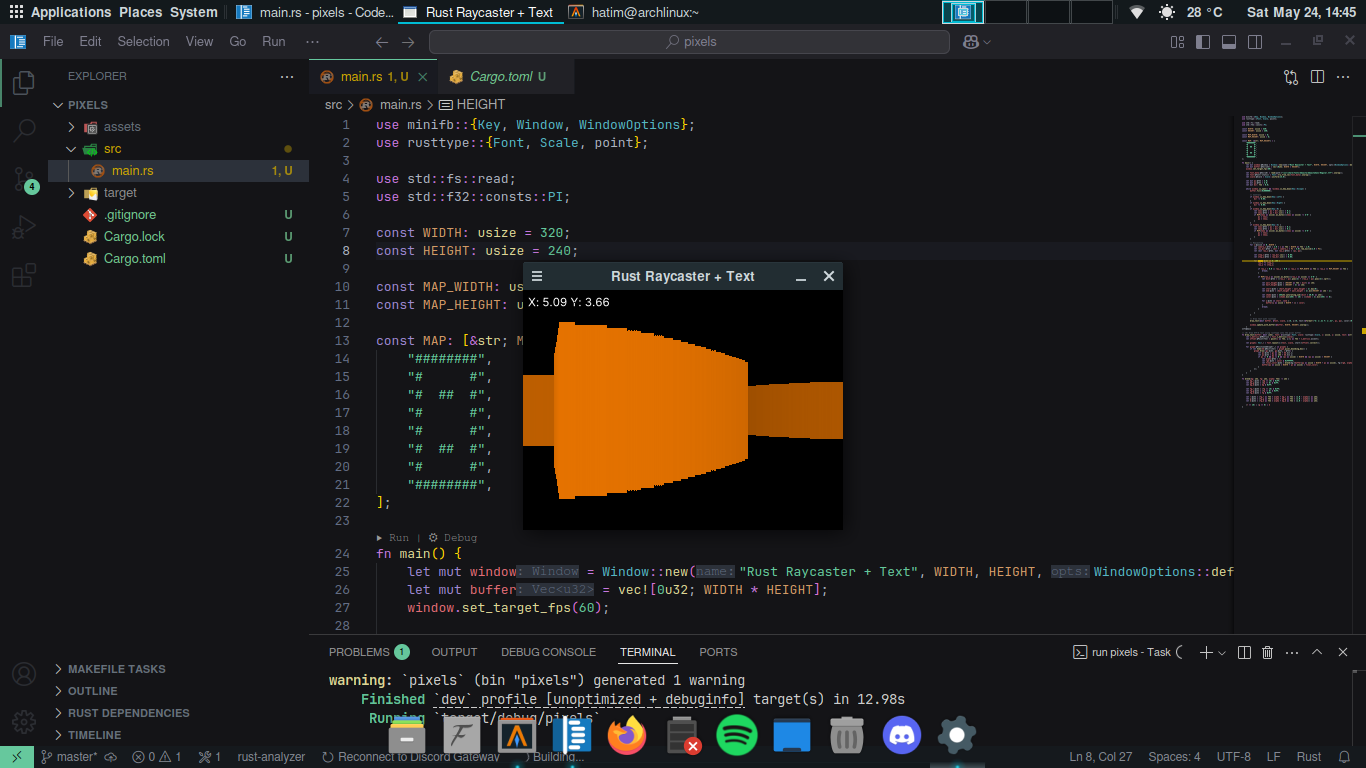 Applications Places System main.rs - pixels - Code... Rust Raycaster + Text hatim@archlinux:~ 28 °C Sat May 24, 14:45
File Edit Selection View Go Run ··· pixels
EXPLORER ···
PIXELS
assets
src
main.rs 1, U
target
.gitignore U
Cargo.lock U
Cargo.toml U
MAKEFILE TASKS
OUTLINE
RUST DEPENDENCIES
TIMELINE
4
main.rs 1, U Cargo.toml U
src > main.rs > HEIGHT
1 use minifb::{Key, Window, WindowOptions};
2 use rusttype::{Font, Scale, point};
3
4 use std::fs::read;
5 use std::f32::consts::PI;
6
7 const WIDTH: usize = 320;
8 const HEIGHT: usize = 240;
9
10 const MAP_WIDTH: us
11 const MAP_HEIGHT: u
12
13 const MAP: [&str; M
14 "########",
15 "#      #",
16 "#  ##  #",
17 "#      #",
18 "#      #",
19 "#  ##  #",
20 "#      #",
21 "########",
22 ];
23
Run | Debug
24 fn main() {
25 let mut window: Window = Window::new(name: "Rust Raycaster + Text", WIDTH, HEIGHT, opts: WindowOptions::def
26 let mut buffer: Vec<u32> = vec![0u32; WIDTH * HEIGHT];
27 window.set_target_fps(60);
28
Rust Raycaster + Text
X: 5.09 Y: 3.66
PROBLEMS 1 OUTPUT DEBUG CONSOLE TERMINAL PORTS run pixels - Task
warning: `pixels` (bin "pixels") generated 1 warning
Finished `dev` profile [unoptimized + debuginfo] target(s) in 12.98s
Running `target/debug/pixels`
master* 0 1 1 rust-analyzer Reconnect to Discord Gateway Building... Ln 8, Col 27 Spaces: 4 UTF-8 LF Rust